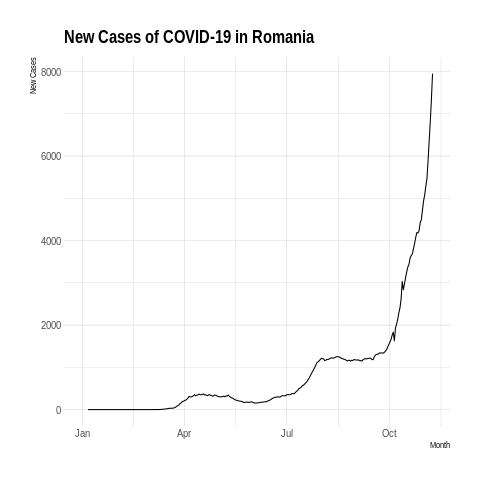 New Cases of COVID-19 in Romania
New Cases
8000
6000
4000
2000
0
Jan Apr Jul Oct
Month